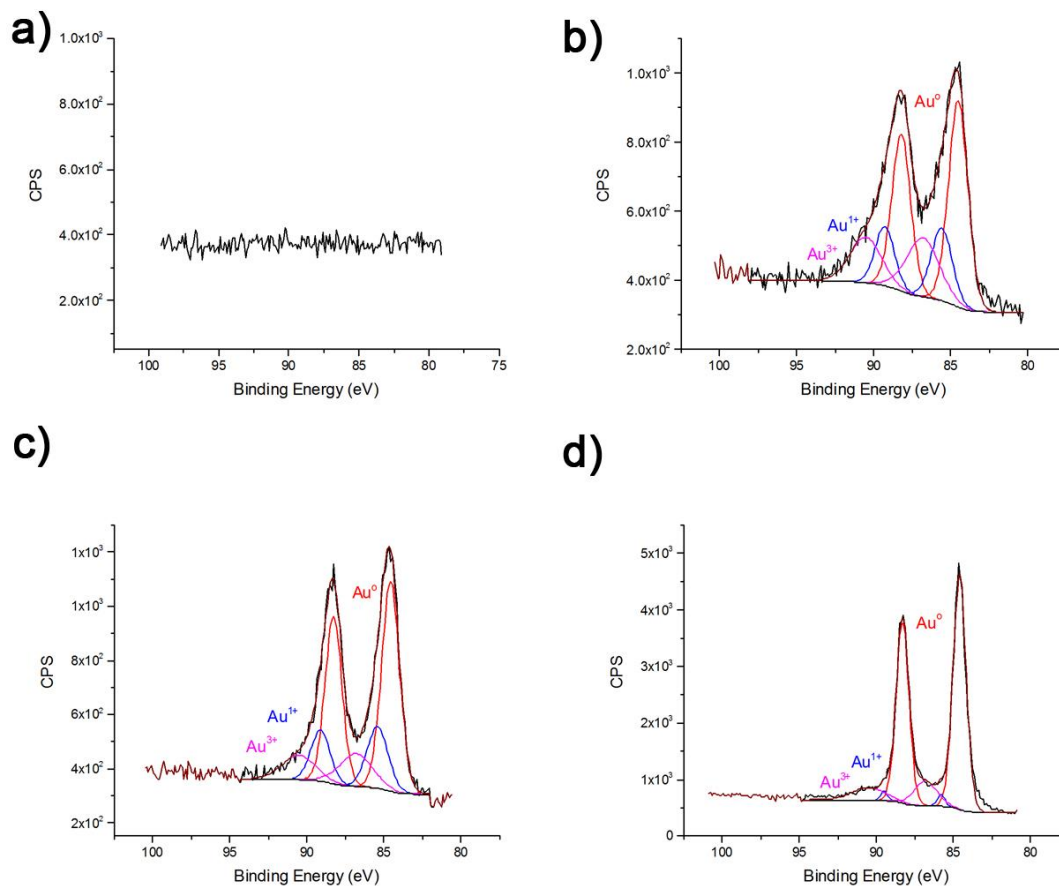 a)
1.0x10³
8.0x10²
6.0x10²
4.0x10²
2.0x10²
CPS
100 95 90 85 80 75
Binding Energy (eV)
b)
1.0x10³
8.0x10²
6.0x10²
4.0x10²
2.0x10²
CPS
Au⁰
Au¹⁺
Au³⁺
100 95 90 85 80
Binding Energy (eV)
c)
1x10³
1x10³
8x10²
6x10²
4x10²
2x10²
CPS
Au⁰
Au¹⁺
Au³⁺
100 95 90 85 80
Binding Energy (eV)
d)
5x10³
4x10³
3x10³
2x10³
1x10³
0
CPS
Au⁰
Au¹⁺
Au³⁺
100 95 90 85 80
Binding Energy (eV)